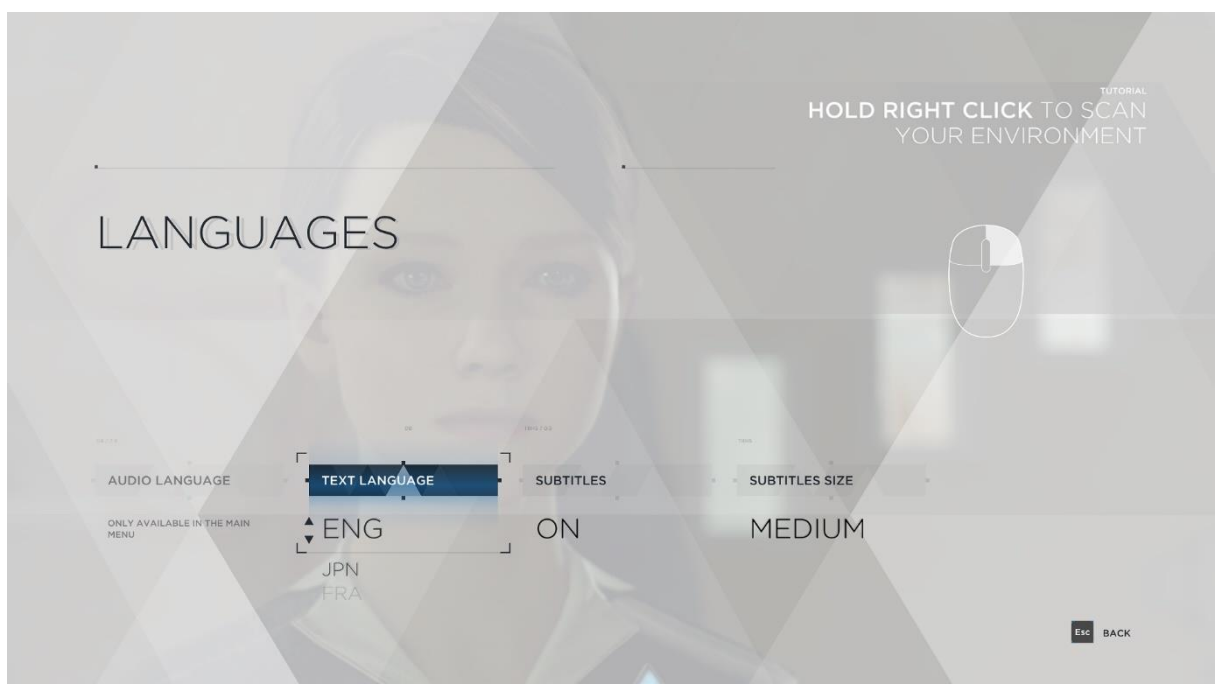 TUTORIAL
HOLD RIGHT CLICK TO SCAN
YOUR ENVIRONMENT
LANGUAGES
AUDIO LANGUAGE
ONLY AVAILABLE IN THE MAIN
MENU
TEXT LANGUAGE
ENG
JPN
FRA
SUBTITLES
ON
SUBTITLES SIZE
MEDIUM
Esc BACK